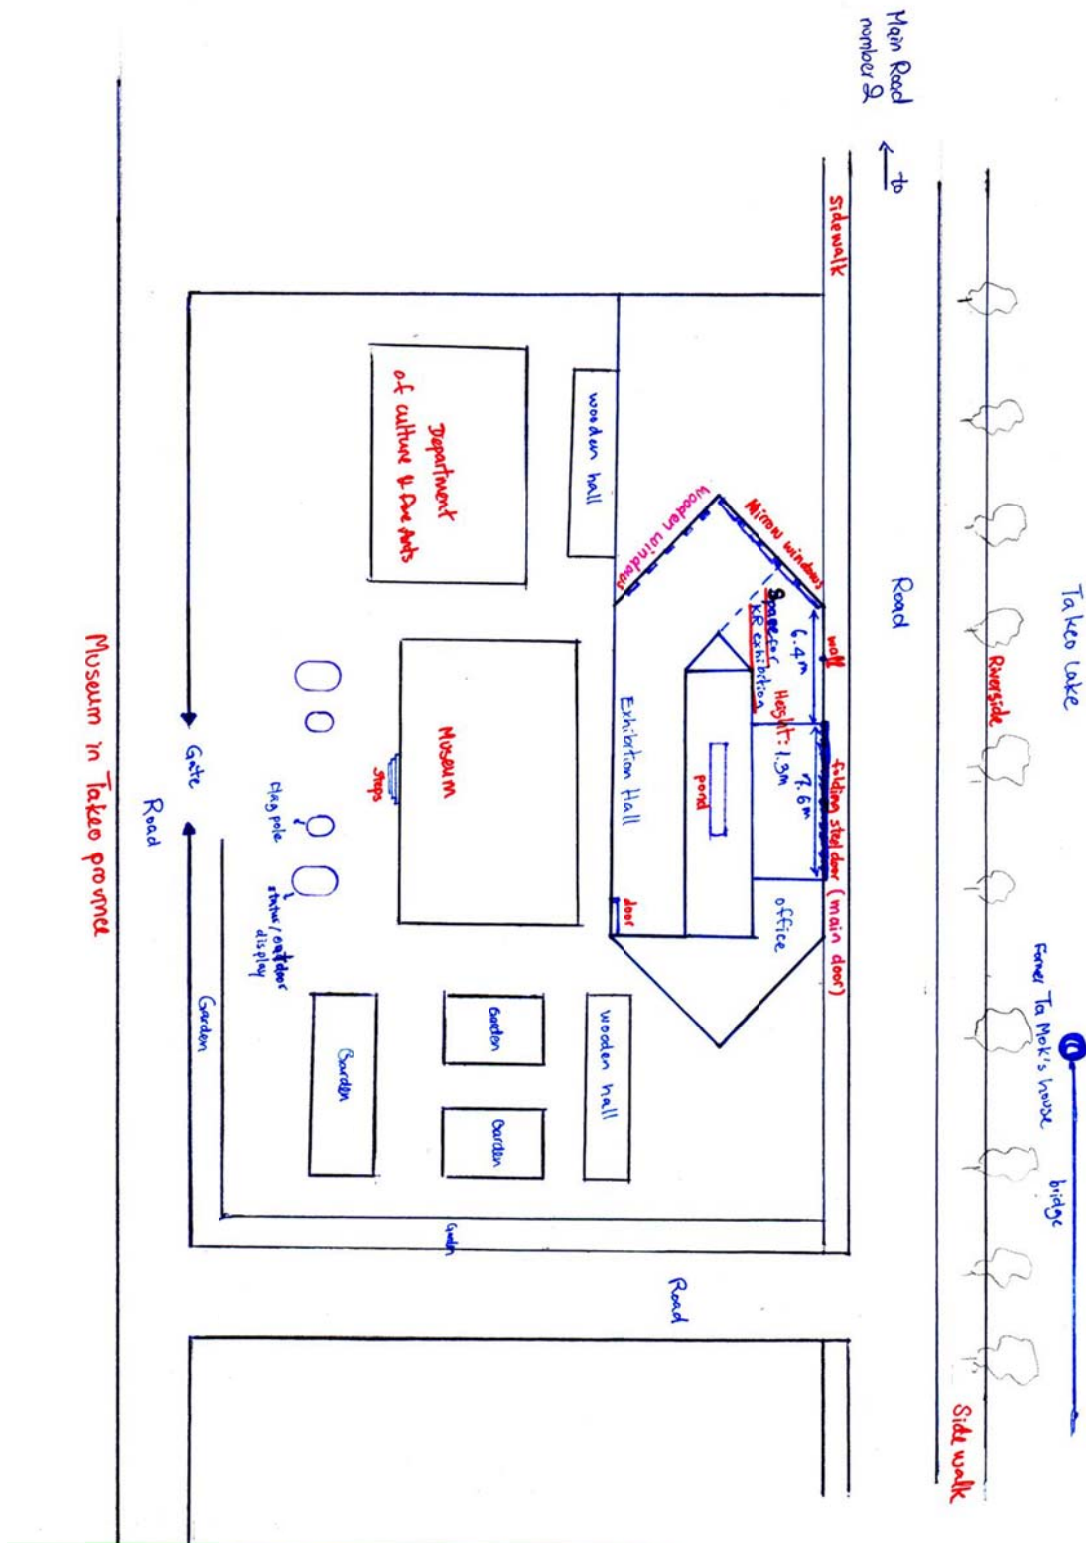 Takeo Lake
Former Ta Mok's house
bridge
Riverside
Side walk
Main Road
number 2
to
Road
sidewalk
wall
folding steel door (main door)
Mirrow windows
wooden windows
6.4 m
7.6m
Space for
KR exhibition
Height: 1.3m
office
pond
Exhibition Hall
door
wooden hall
wooden hall
Department
of culture & fine Arts
Museum
steps
Garden
Garden
Garden
Garden
Garden
Road
flag pole
status/outdoor
display
Gate
Road
Museum in Takeo province